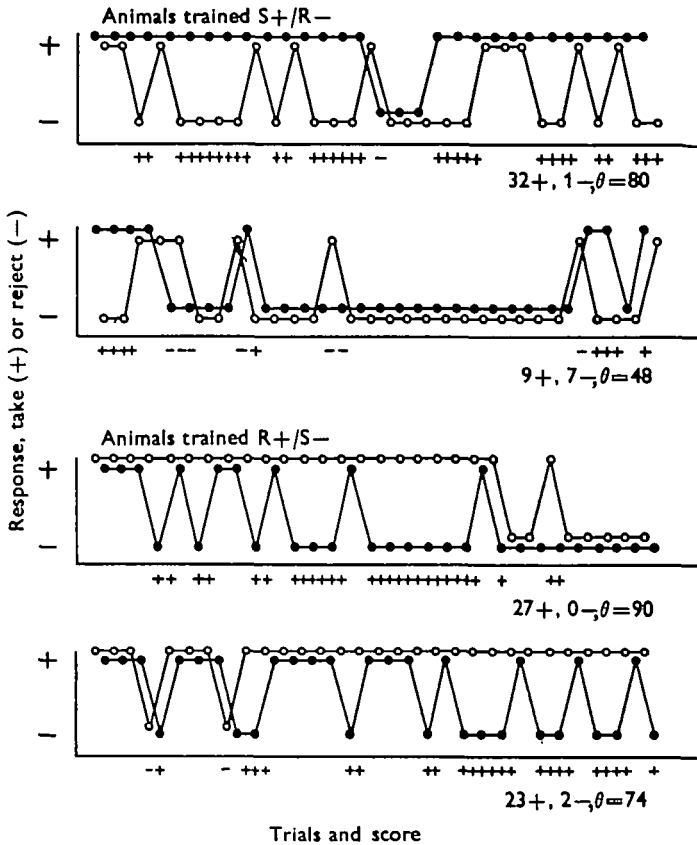 Animals trained S+/R−
+
−
++ ++++++++ ++ ++++++ − +++++ ++++ ++ +++
32+, 1−, θ=80
+
−
++++ −−− −+ −− −+++ +
9+, 7−, θ=48
Response, take (+) or reject (−)
Animals trained R+/S−
+
−
++ ++ ++ ++++++ ++++++++++++ + ++
27+, 0−, θ=90
+
−
−+ − +++ ++ ++ ++++++ ++++ ++++ +
23+, 2−, θ=74
Trials and score